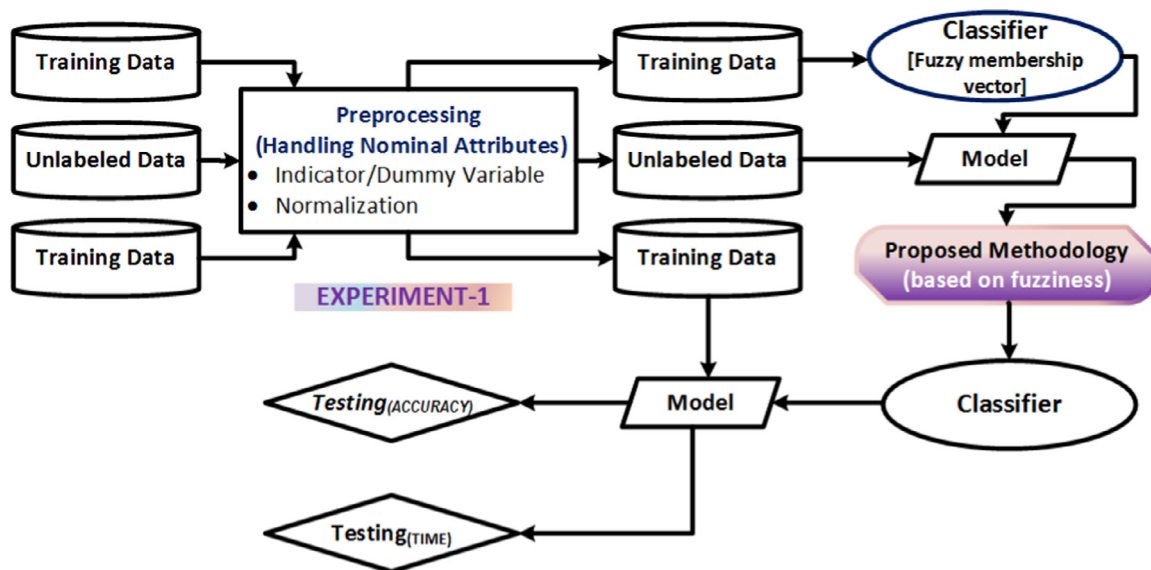 Training Data
Training Data
Classifier
[Fuzzy membership
vector]
Unlabeled Data
Preprocessing
(Handling Nominal Attributes)
• Indicator/Dummy Variable
• Normalization
Unlabeled Data
Model
Training Data
Training Data
Proposed Methodology
(based on fuzziness)
EXPERIMENT-1
Testing(ACCURACY)
Model
Classifier
Testing(TIME)